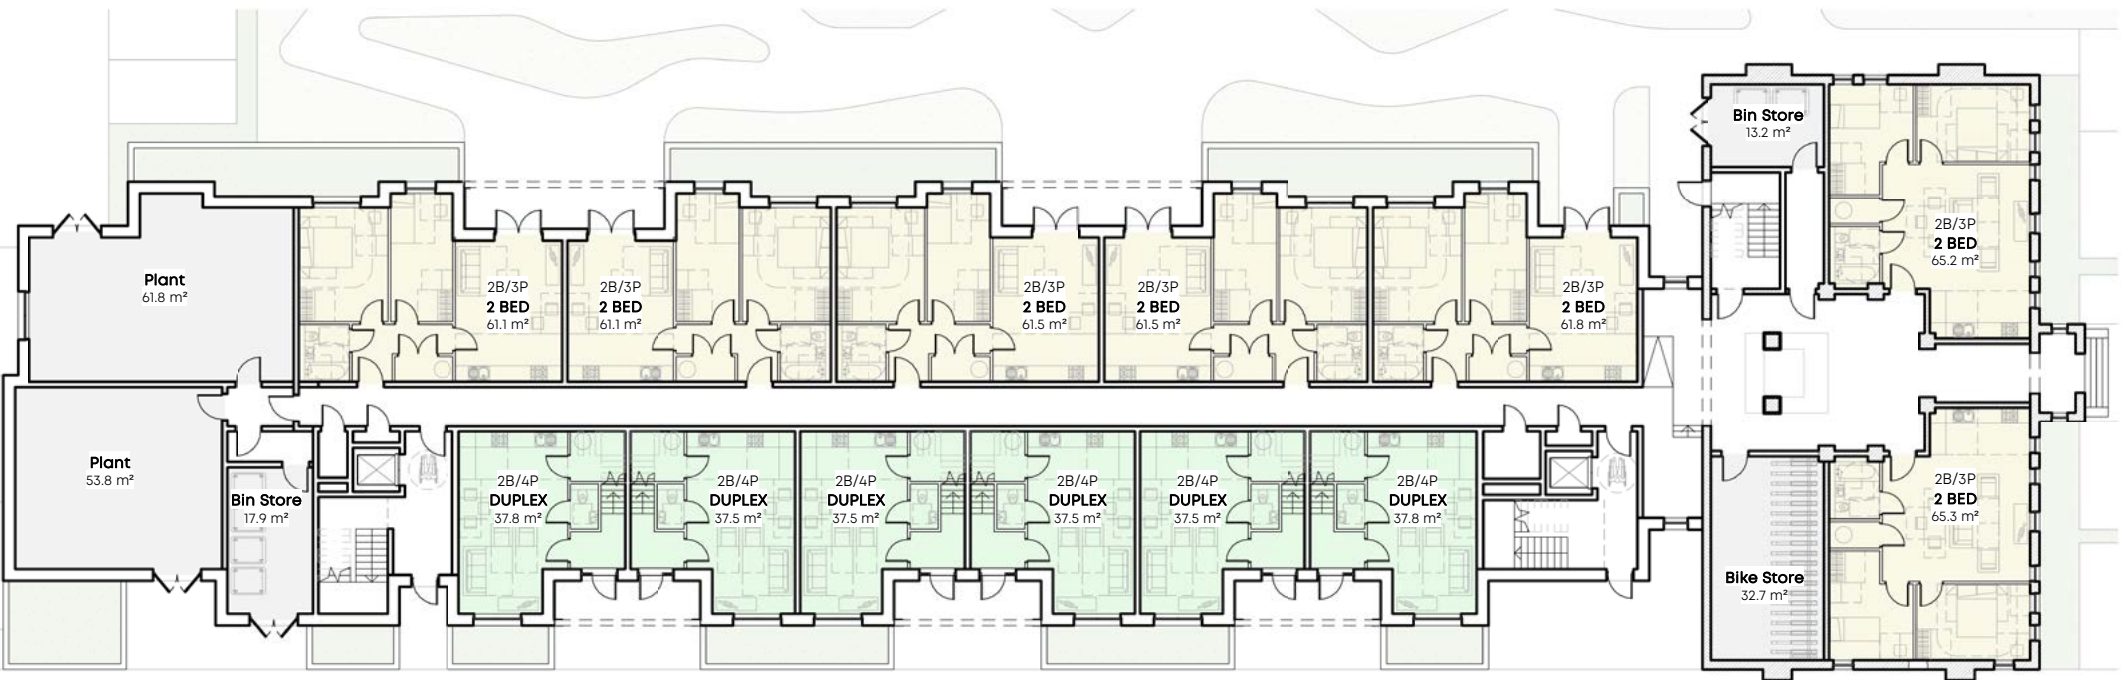 Bin Store
13.2 m²
2B/3P
2 BED
65.2 m²
Plant
61.8 m²
2B/3P
2 BED
61.1 m²
2B/3P
2 BED
61.1 m²
2B/3P
2 BED
61.5 m²
2B/3P
2 BED
61.5 m²
2B/3P
2 BED
61.8 m²
Plant
53.8 m²
Bin Store
17.9 m²
2B/4P
DUPLEX
37.8 m²
2B/4P
DUPLEX
37.5 m²
2B/4P
DUPLEX
37.5 m²
2B/4P
DUPLEX
37.5 m²
2B/4P
DUPLEX
37.5 m²
2B/4P
DUPLEX
37.8 m²
2B/3P
2 BED
65.3 m²
Bike Store
32.7 m²